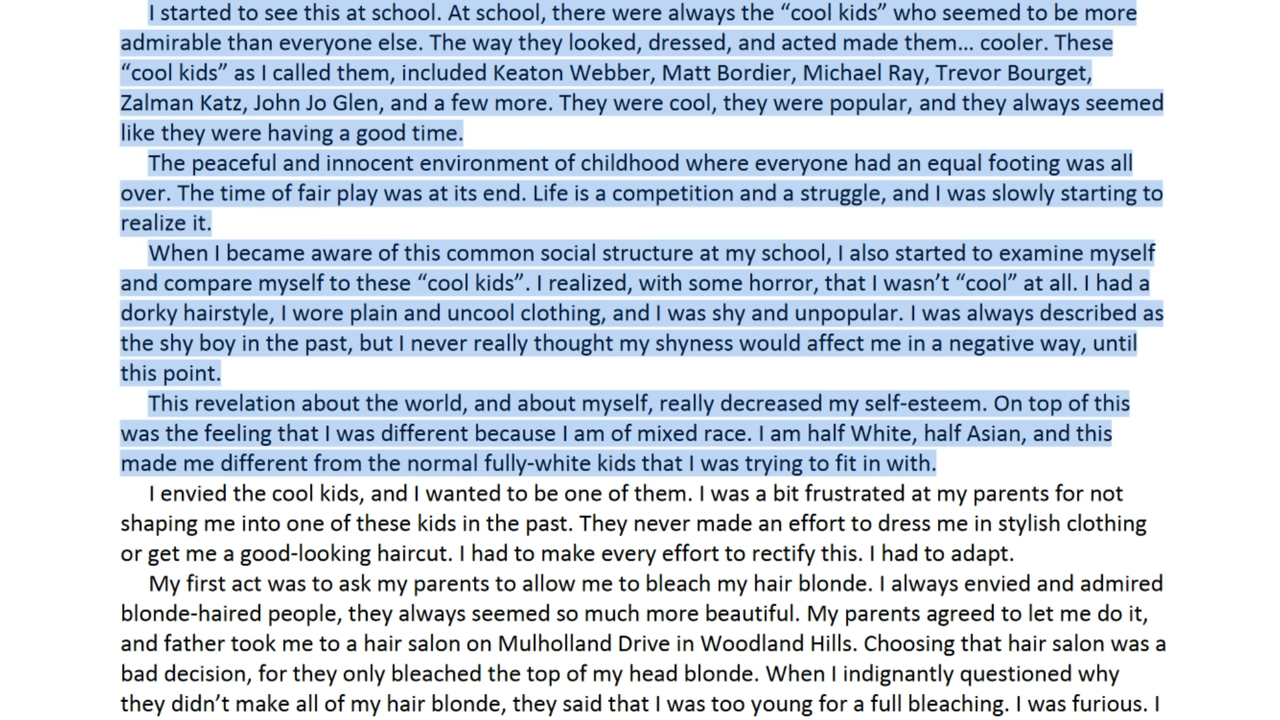 I started to see this at school. At school, there were always the “cool kids” who seemed to be more
admirable than everyone else. The way they looked, dressed, and acted made them… cooler. These
“cool kids” as I called them, included Keaton Webber, Matt Bordier, Michael Ray, Trevor Bourget,
Zalman Katz, John Jo Glen, and a few more. They were cool, they were popular, and they always seemed
like they were having a good time.
The peaceful and innocent environment of childhood where everyone had an equal footing was all
over. The time of fair play was at its end. Life is a competition and a struggle, and I was slowly starting to
realize it.
When I became aware of this common social structure at my school, I also started to examine myself
and compare myself to these “cool kids”. I realized, with some horror, that I wasn’t “cool” at all. I had a
dorky hairstyle, I wore plain and uncool clothing, and I was shy and unpopular. I was always described as
the shy boy in the past, but I never really thought my shyness would affect me in a negative way, until
this point.
This revelation about the world, and about myself, really decreased my self-esteem. On top of this
was the feeling that I was different because I am of mixed race. I am half White, half Asian, and this
made me different from the normal fully-white kids that I was trying to fit in with.
I envied the cool kids, and I wanted to be one of them. I was a bit frustrated at my parents for not
shaping me into one of these kids in the past. They never made an effort to dress me in stylish clothing
or get me a good-looking haircut. I had to make every effort to rectify this. I had to adapt.
My first act was to ask my parents to allow me to bleach my hair blonde. I always envied and admired
blonde-haired people, they always seemed so much more beautiful. My parents agreed to let me do it,
and father took me to a hair salon on Mulholland Drive in Woodland Hills. Choosing that hair salon was a
bad decision, for they only bleached the top of my head blonde. When I indignantly questioned why
they didn’t make all of my hair blonde, they said that I was too young for a full bleaching. I was furious. I